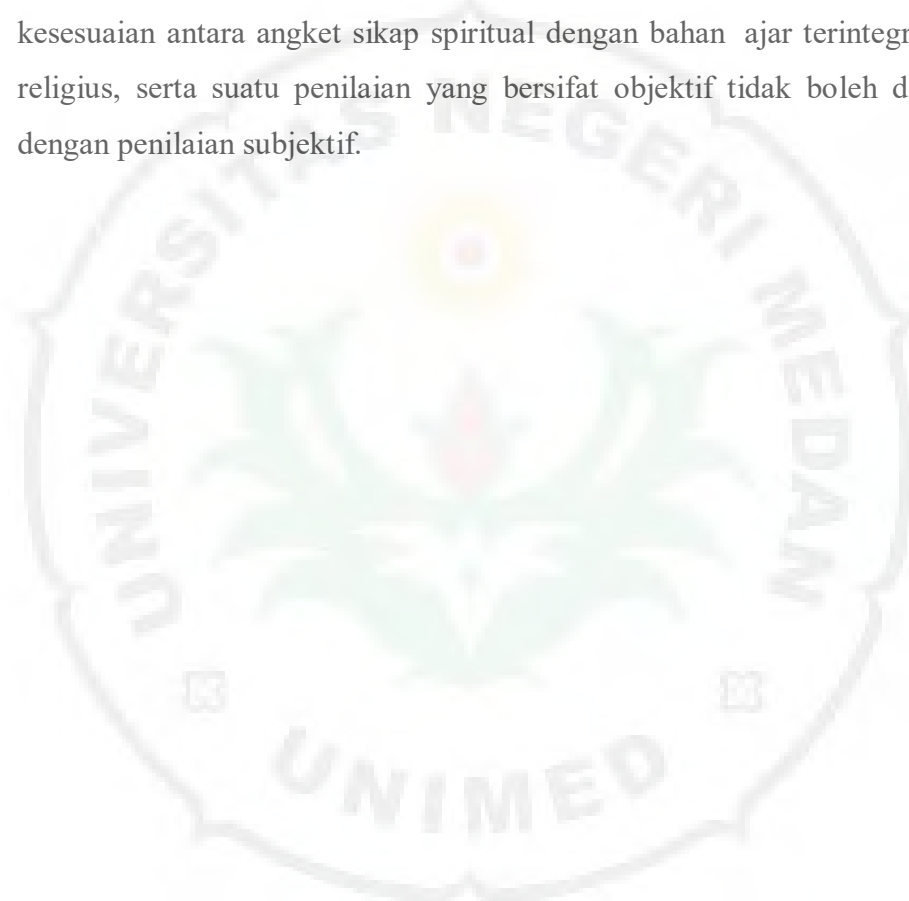 kesesuaian antara angket sikap spiritual dengan bahan ajar
religius, serta suatu penilaian yang bersifat objektif tidak boleh
dengan penilaian subjektif.
UNIVERSITAS NEGERI MEDAN
UNIMED